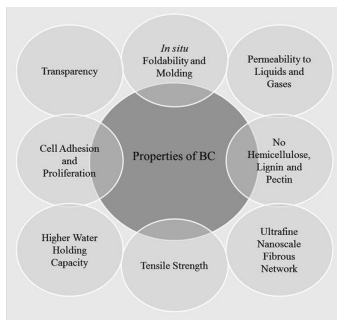 In situ
Foldability and
Molding
Transparency
Permeability to
Liquids and
Gases
Cell Adhesion
and
Proliferation
Properties of BC
No
Hemicellulose,
Lignin and
Pectin
Higher Water
Holding
Capacity
Tensile Strength
Ultrafine
Nanoscale
Fibrous
Network